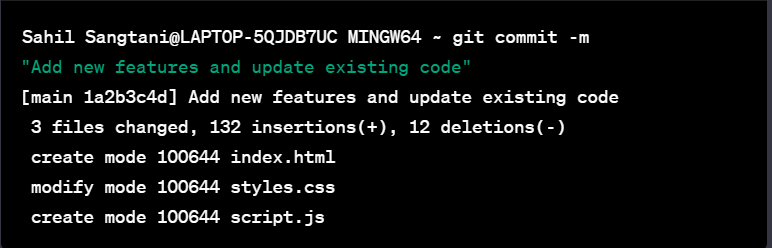 Sahil Sangtani@LAPTOP-5QJDB7UC MINGW64 ~ git commit -m
"Add new features and update existing code"
[main 1a2b3c4d] Add new features and update existing code
3 files changed, 132 insertions(+), 12 deletions(-)
create mode 100644 index.html
modify mode 100644 styles.css
create mode 100644 script.js